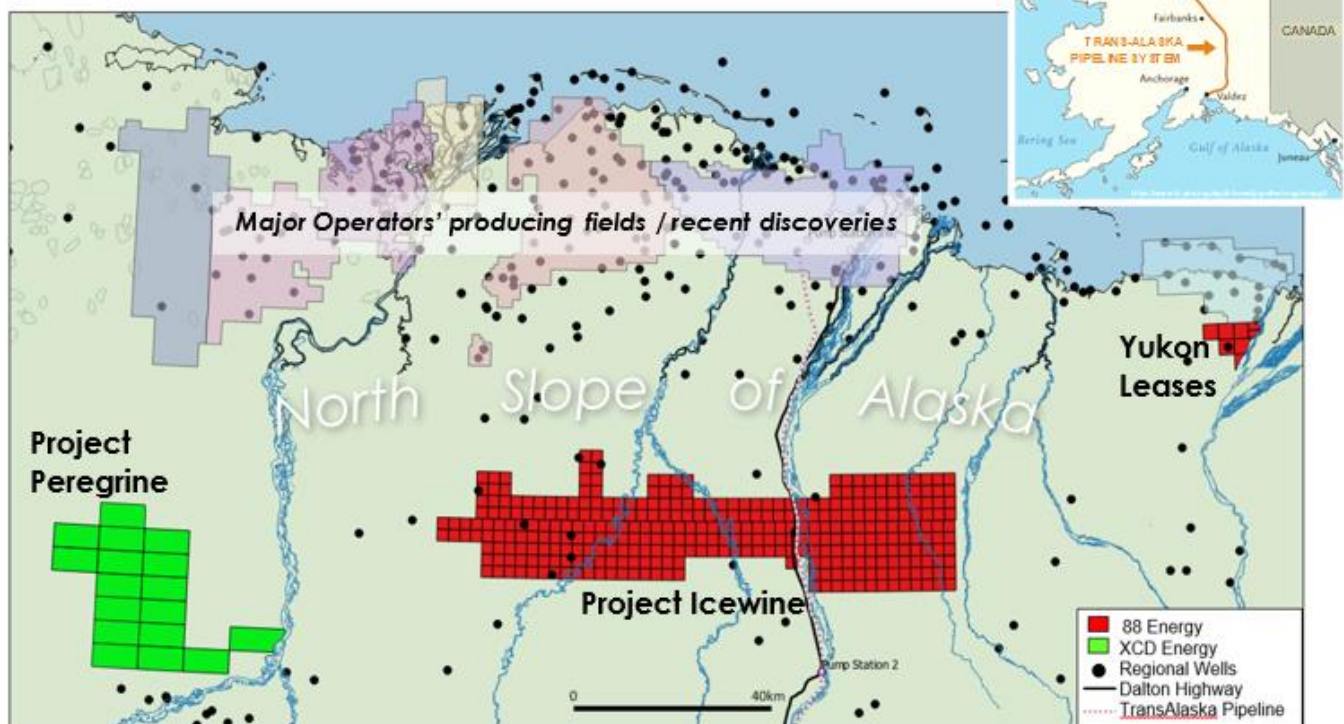 Fairbanks
CANADA
TRANS-ALASKA
PIPELINE SYSTEM
Anchorage
Valdez
Bering Sea
Gulf of Alaska
Juneau
Major Operators' producing fields / recent discoveries
Yukon
Leases
North Slope of Alaska
Project
Peregrine
Project Icewine
Pump Station 2
0 40km
88 Energy
XCD Energy
Regional Wells
Dalton Highway
TransAlaska Pipeline